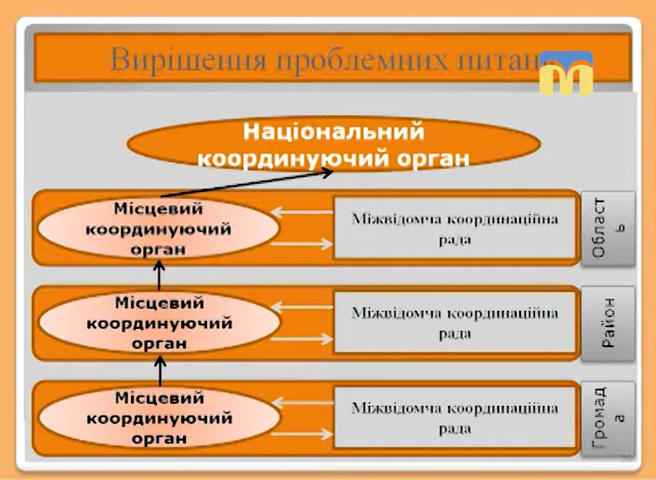 Вирішення проблемних питань
Національний
координуючий орган
Місцевий
координуючий
орган
Міжвідомча координаційна
рада
Област
ь
Місцевий
координуючий
орган
Міжвідомча координаційна
рада
Район
Місцевий
координуючий
орган
Міжвідомча координаційна
рада
Громад
а